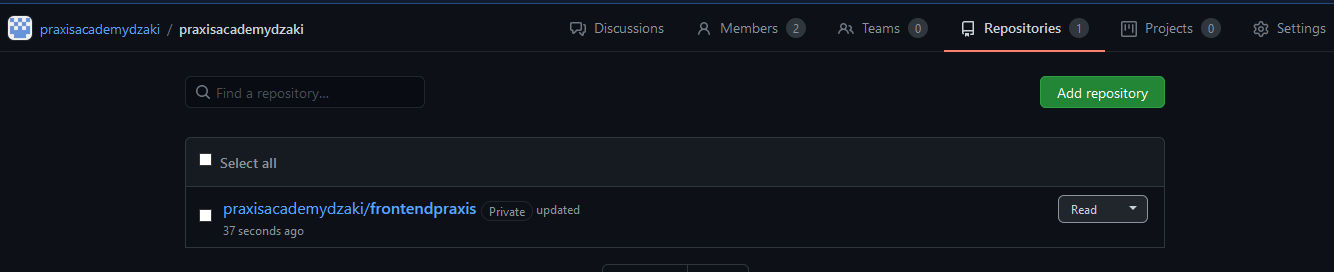 praxisacademydzaki / praxisacademydzaki Discussions Members 2 Teams 0 Repositories 1 Projects 0 Settings
Find a repository... Add repository
Select all
praxisacademydzaki/frontendpraxis Private updated Read
37 seconds ago